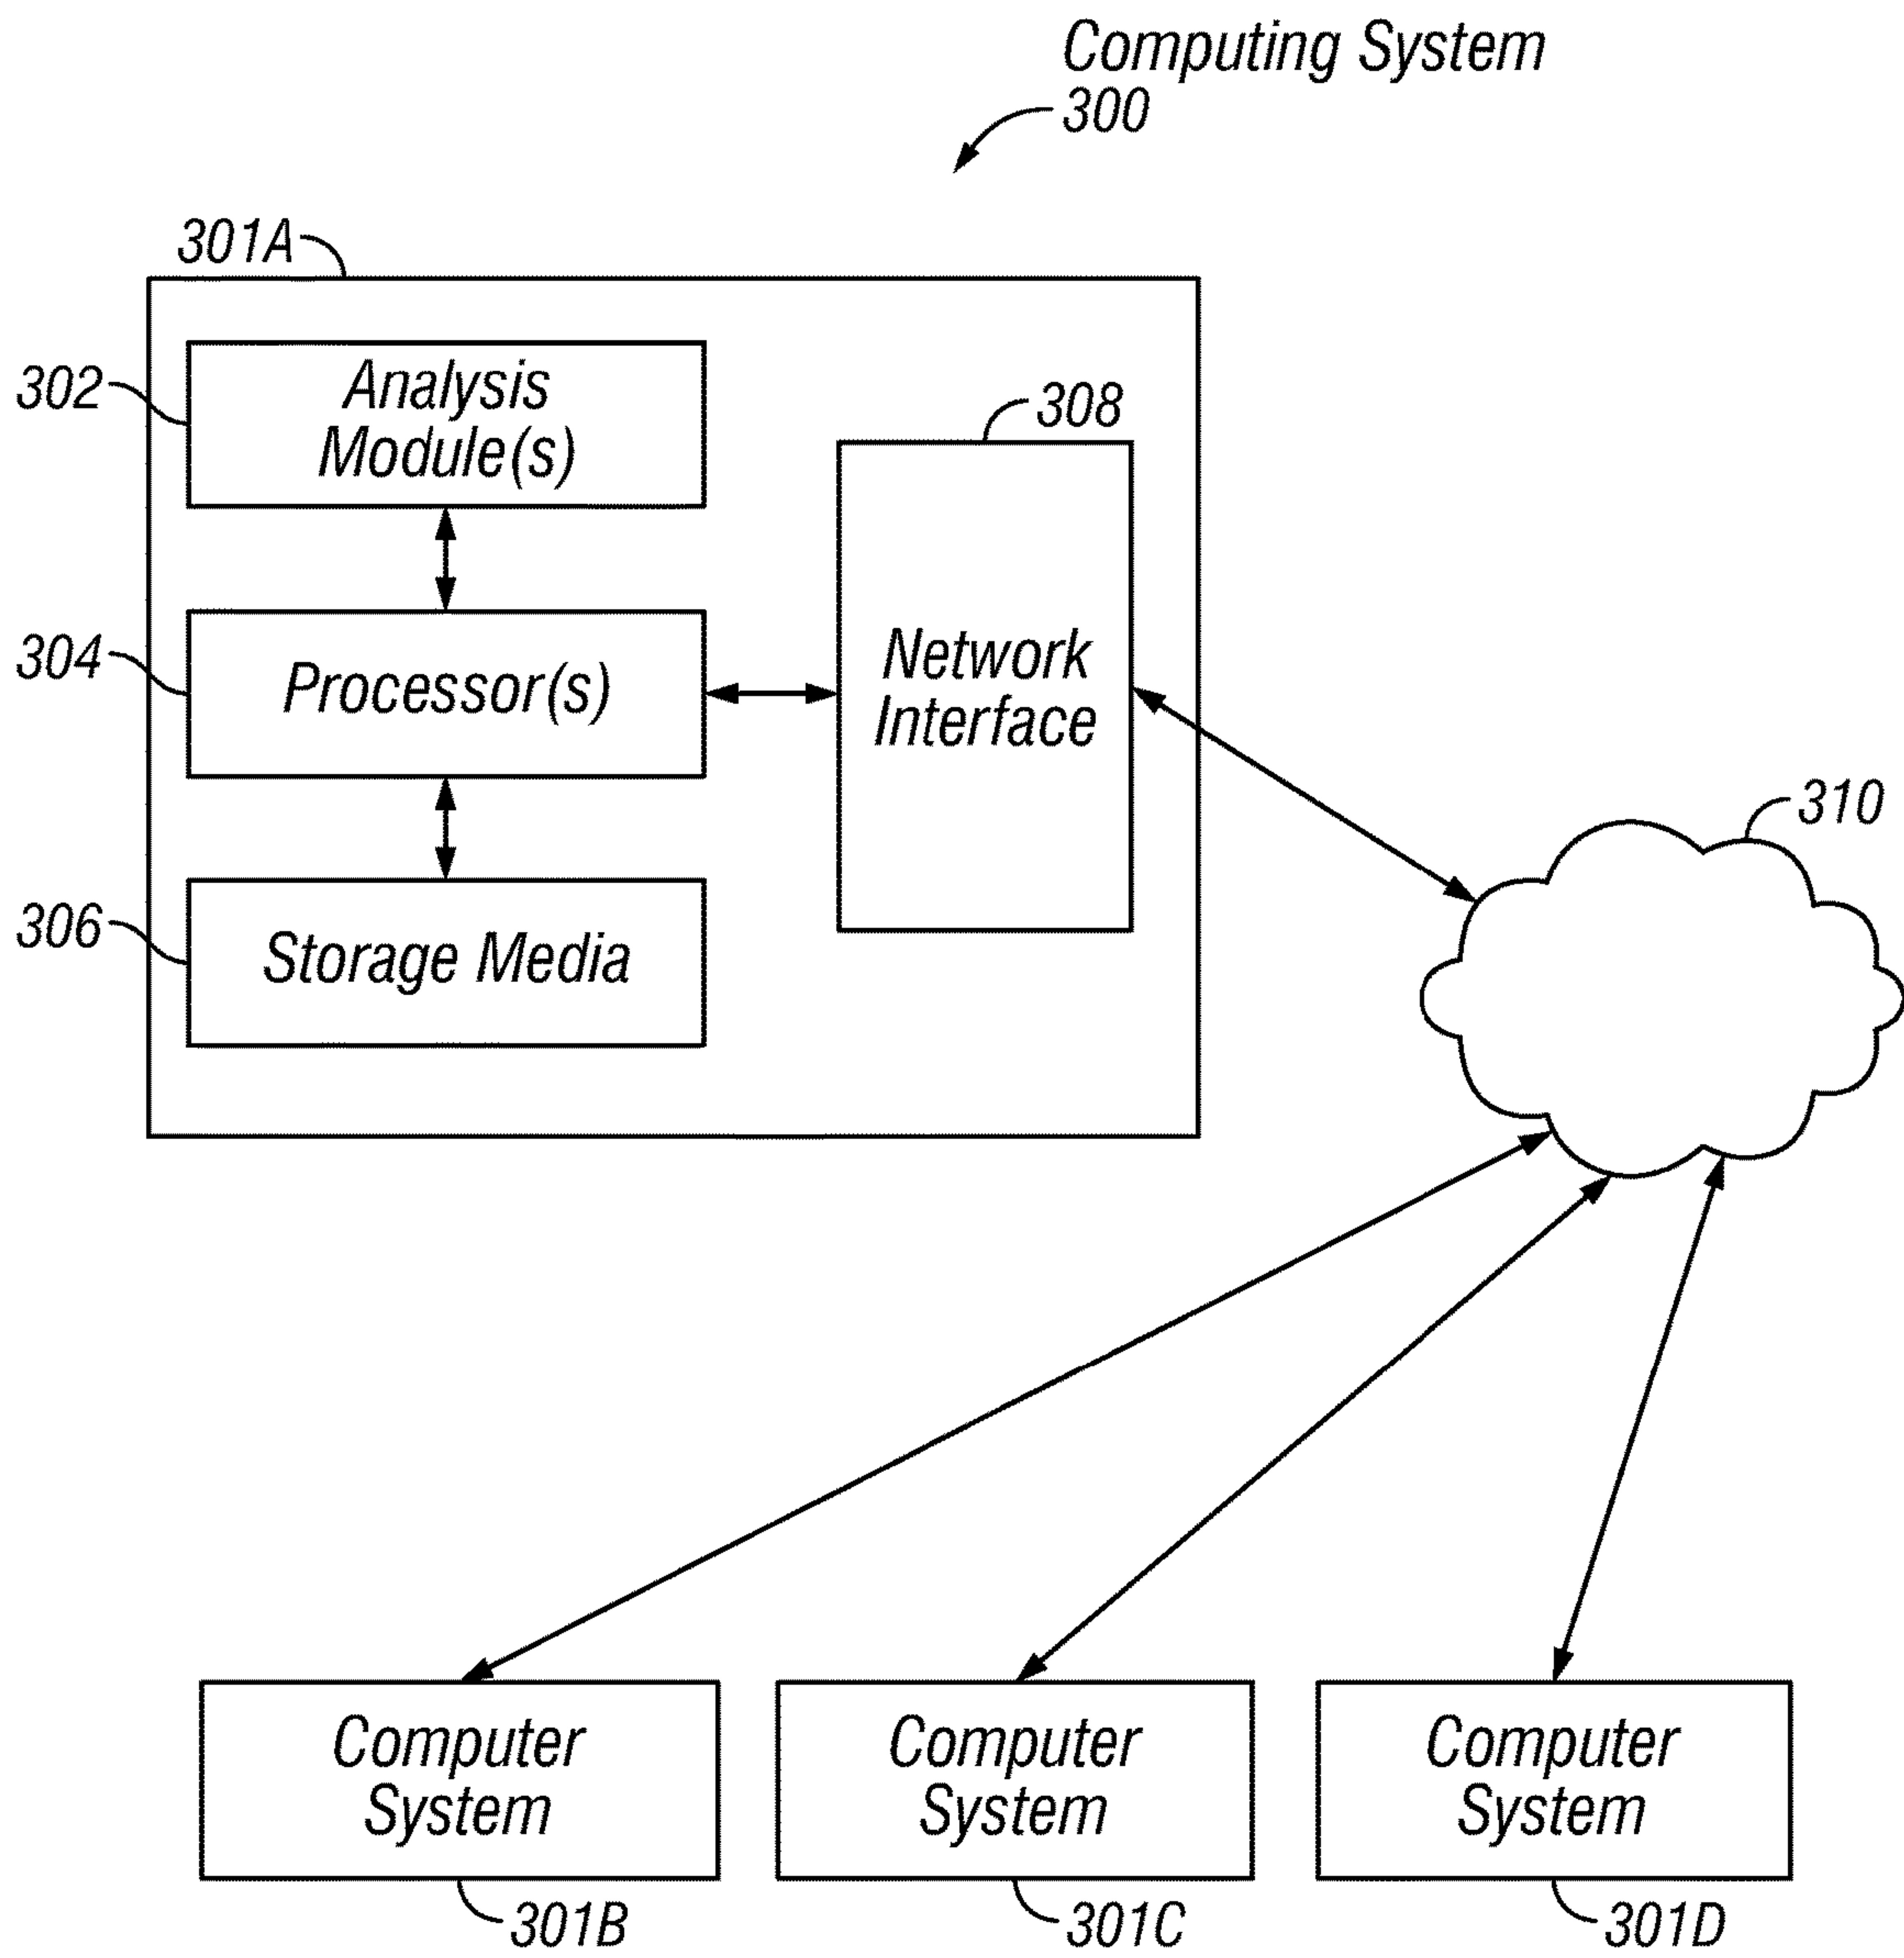 Computing System
300
301A
302
Analysis
Module(s)
308
304
Processor(s)
Network
Interface
310
306
Storage Media
Computer
System
Computer
System
Computer
System
301B
301C
301D